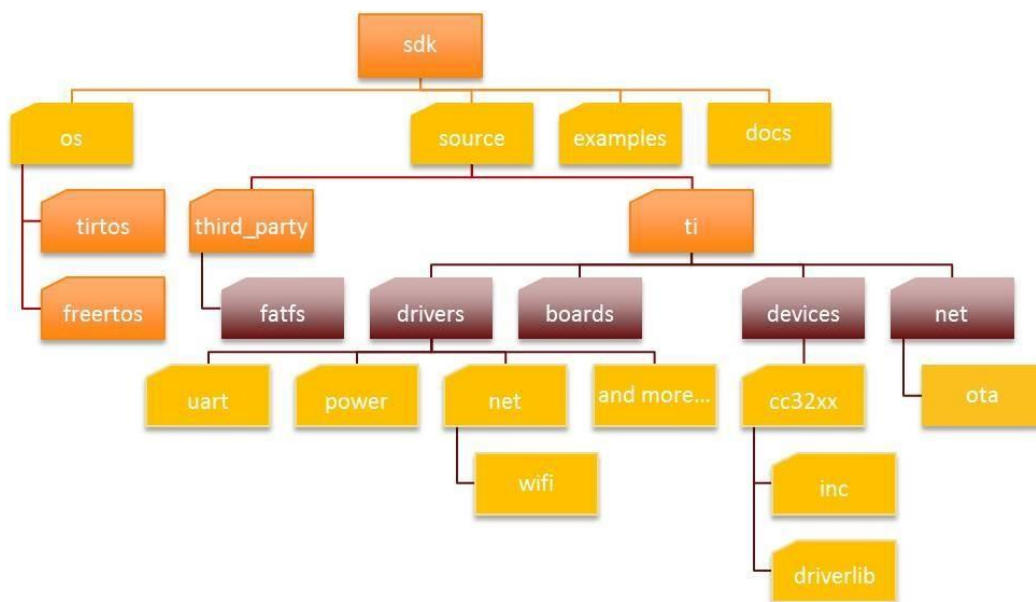 sdk
os
source
examples
docs
tirtos
third_party
ti
freertos
fatfs
drivers
boards
devices
net
uart
power
net
and more...
cc32xx
ota
wifi
inc
driverlib